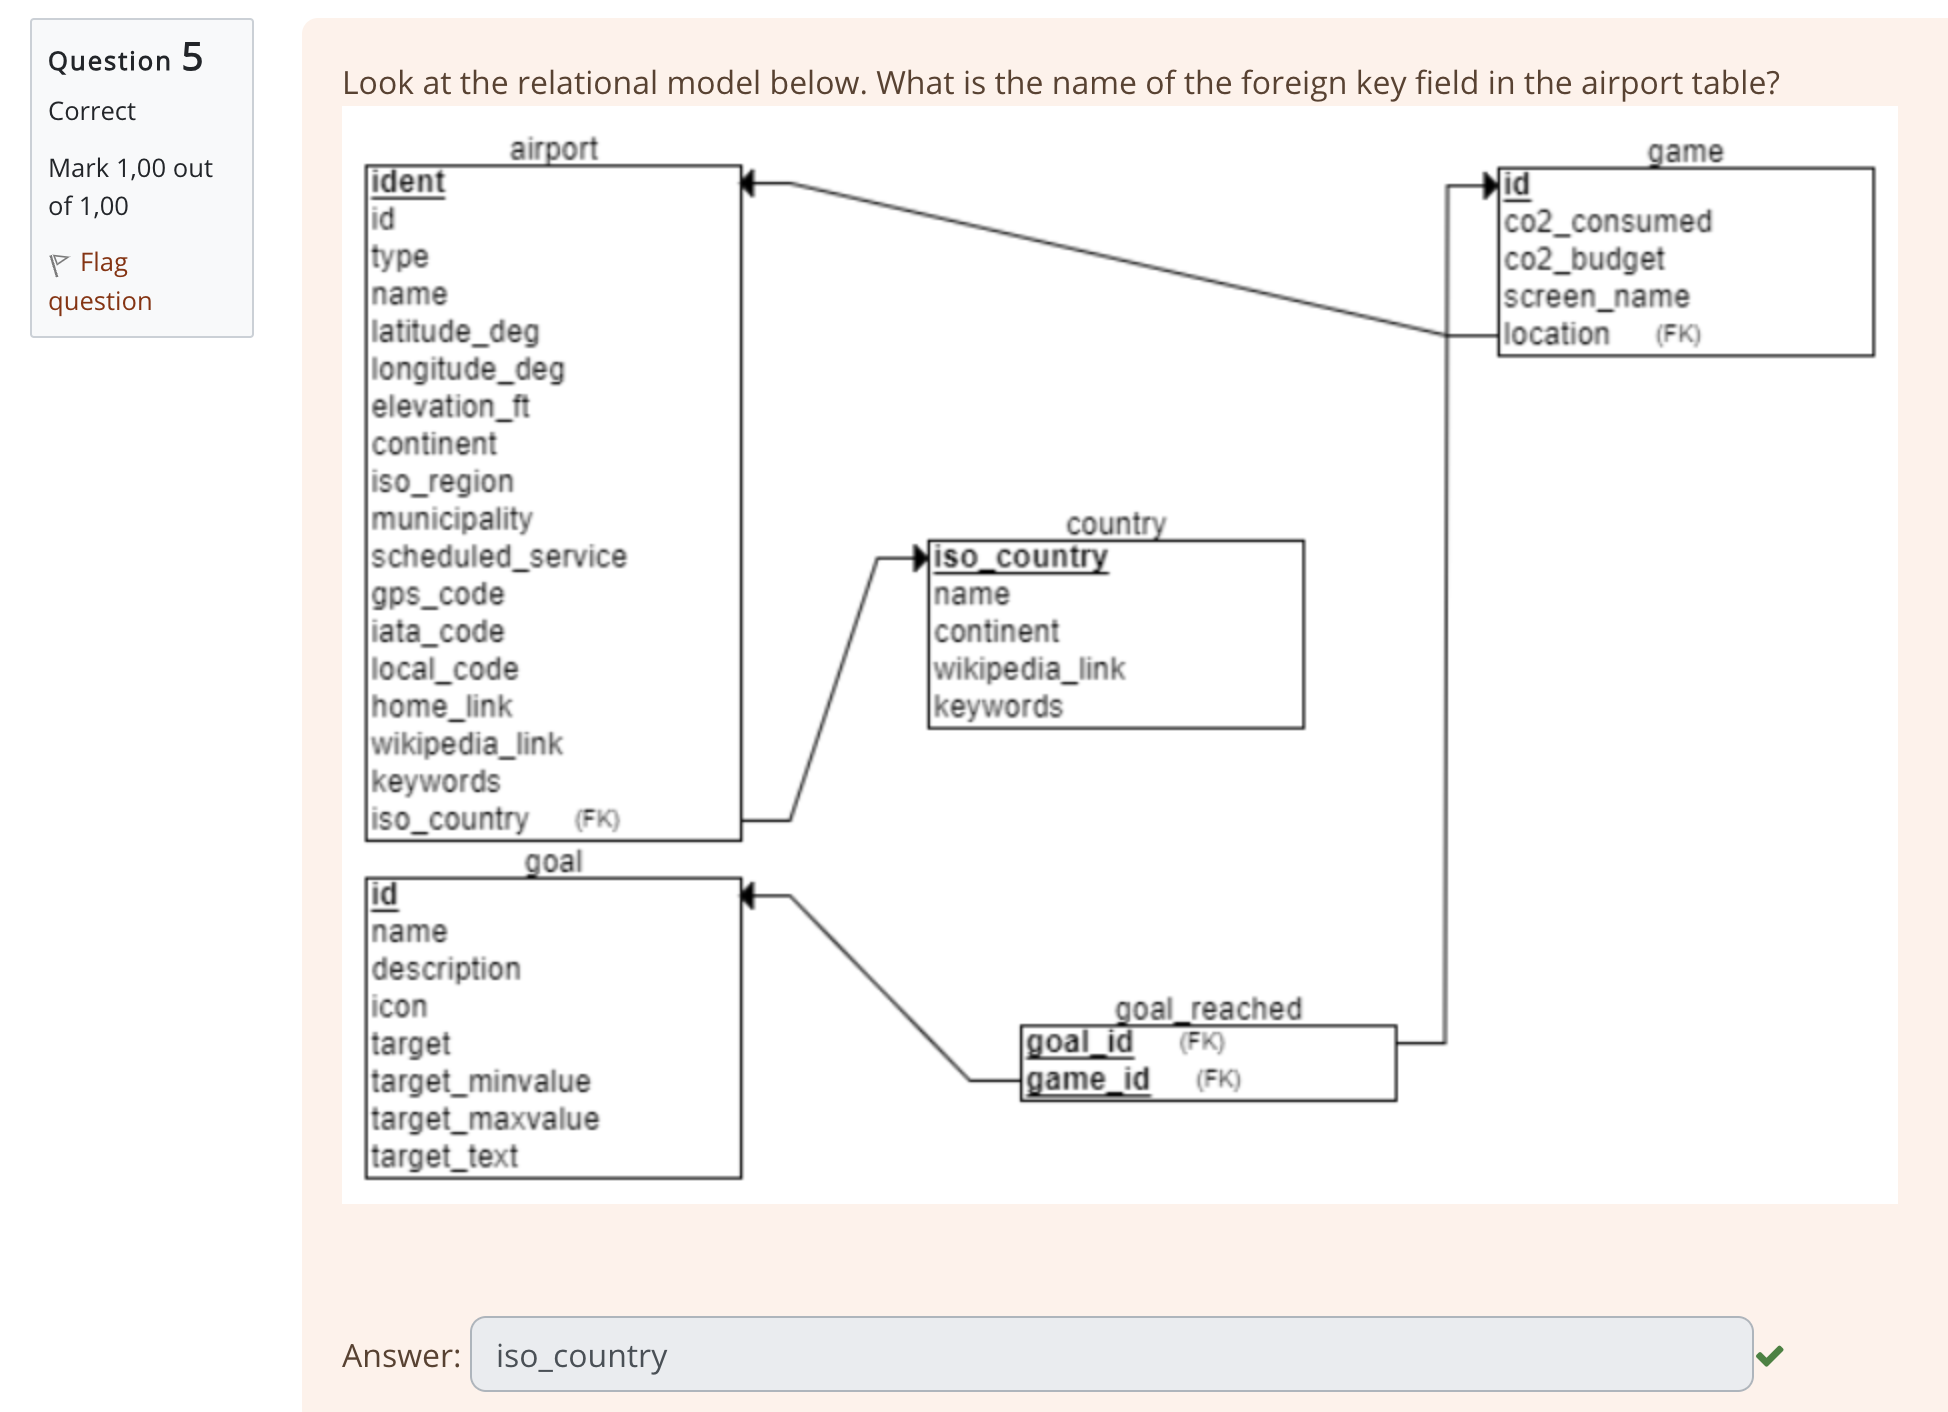 Question 5
Correct
Mark 1,00 out
of 1,00
Flag
question
Look at the relational model below. What is the name of the foreign key field in the airport table?
airport
ident
id
type
name
latitude_deg
longitude_deg
elevation_ft
continent
iso_region
municipality
scheduled_service
gps_code
iata_code
local_code
home_link
wikipedia_link
keywords
iso_country (FK)
game
id
co2_consumed
co2_budget
screen_name
location (FK)
country
iso_country
name
continent
wikipedia_link
keywords
goal
id
name
description
icon
target
target_minvalue
target_maxvalue
target_text
goal_reached
goal_id (FK)
game_id (FK)
Answer: iso_country